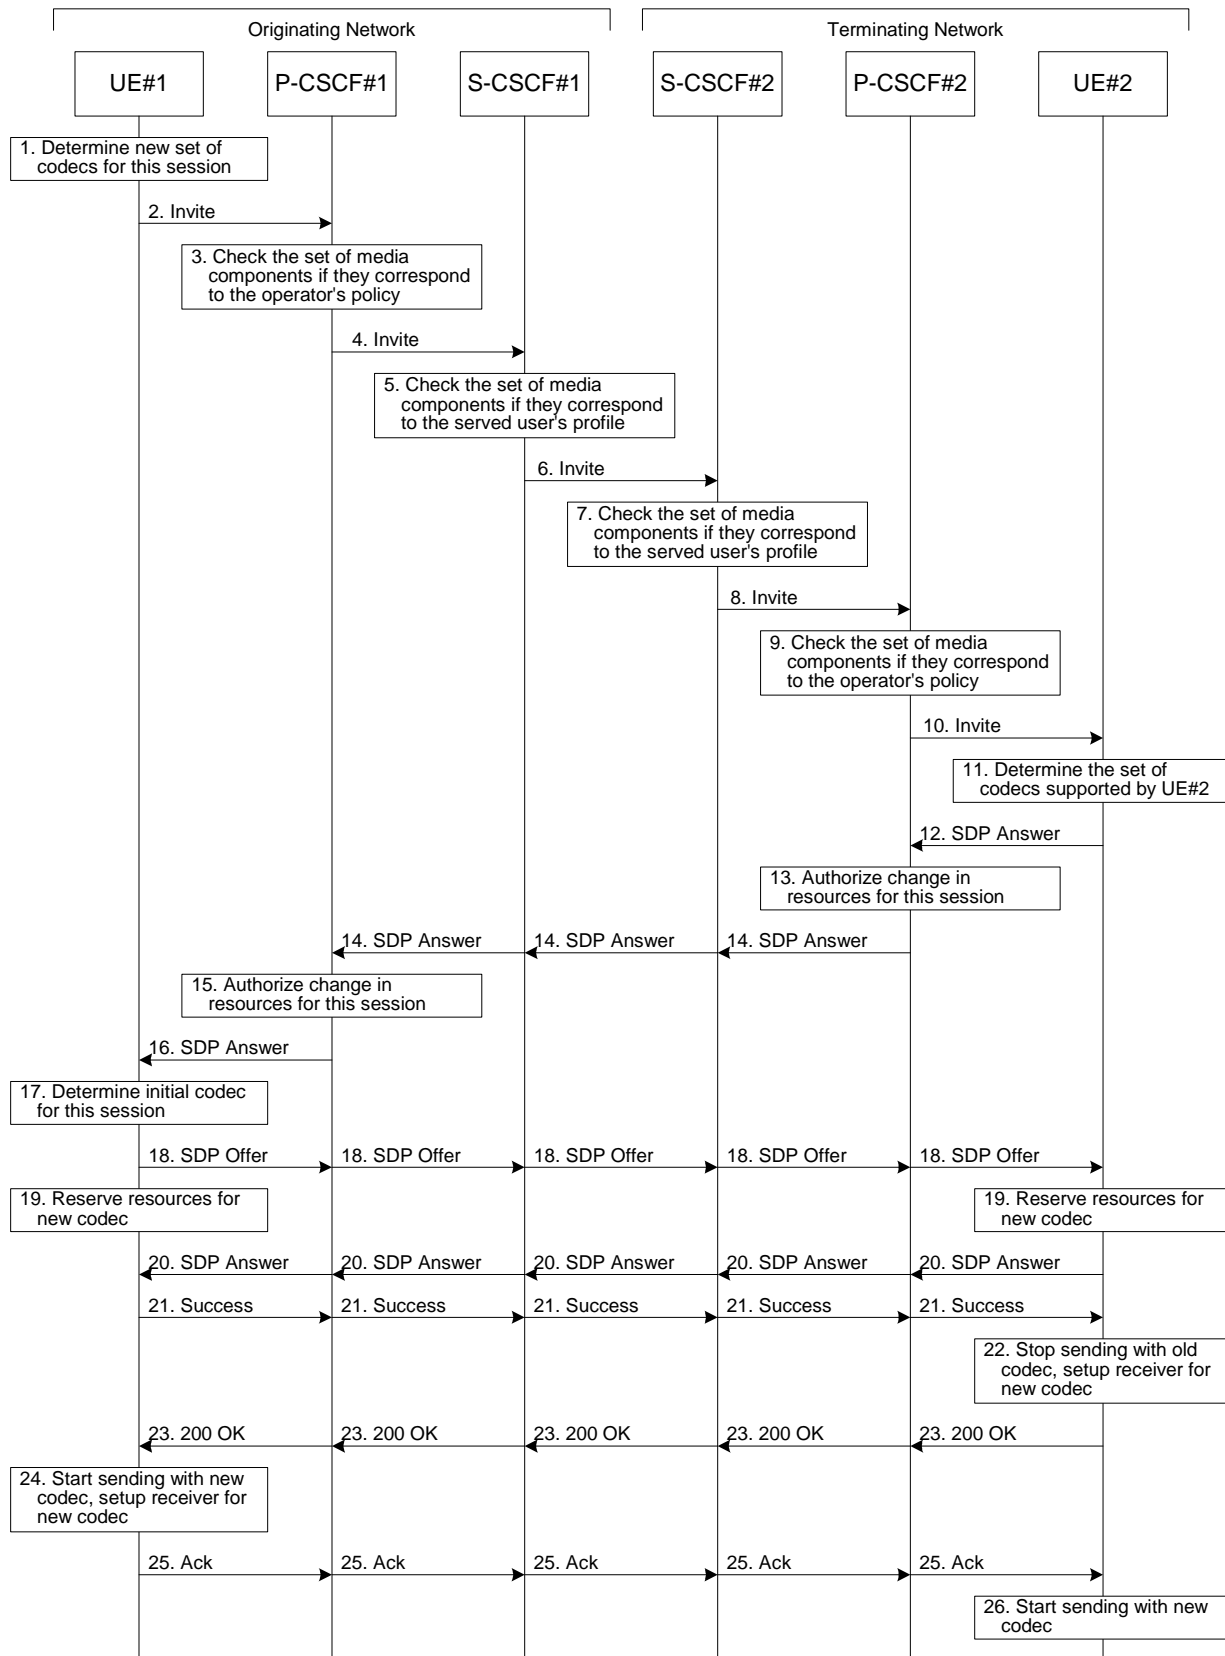 Originating Network
Terminating Network
UE#1
P-CSCF#1
S-CSCF#1
S-CSCF#2
P-CSCF#2
UE#2
1. Determine new set of
codecs for this session
2. Invite
3. Check the set of media
components if they correspond
to the operator's policy
4. Invite
5. Check the set of media
components if they correspond
to the served user's profile
6. Invite
7. Check the set of media
components if they correspond
to the served user's profile
8. Invite
9. Check the set of media
components if they correspond
to the operator's policy
10. Invite
11. Determine the set of
codecs supported by UE#2
12. SDP Answer
13. Authorize change in
resources for this session
14. SDP Answer
14. SDP Answer
14. SDP Answer
15. Authorize change in
resources for this session
16. SDP Answer
17. Determine initial codec
for this session
18. SDP Offer
18. SDP Offer
18. SDP Offer
18. SDP Offer
18. SDP Offer
19. Reserve resources for
new codec
19. Reserve resources for
new codec
20. SDP Answer
20. SDP Answer
20. SDP Answer
20. SDP Answer
20. SDP Answer
21. Success
21. Success
21. Success
21. Success
21. Success
22. Stop sending with old
codec, setup receiver for
new codec
23. 200 OK
23. 200 OK
23. 200 OK
23. 200 OK
23. 200 OK
24. Start sending with new
codec, setup receiver for
new codec
25. Ack
25. Ack
25. Ack
25. Ack
25. Ack
26. Start sending with new
codec